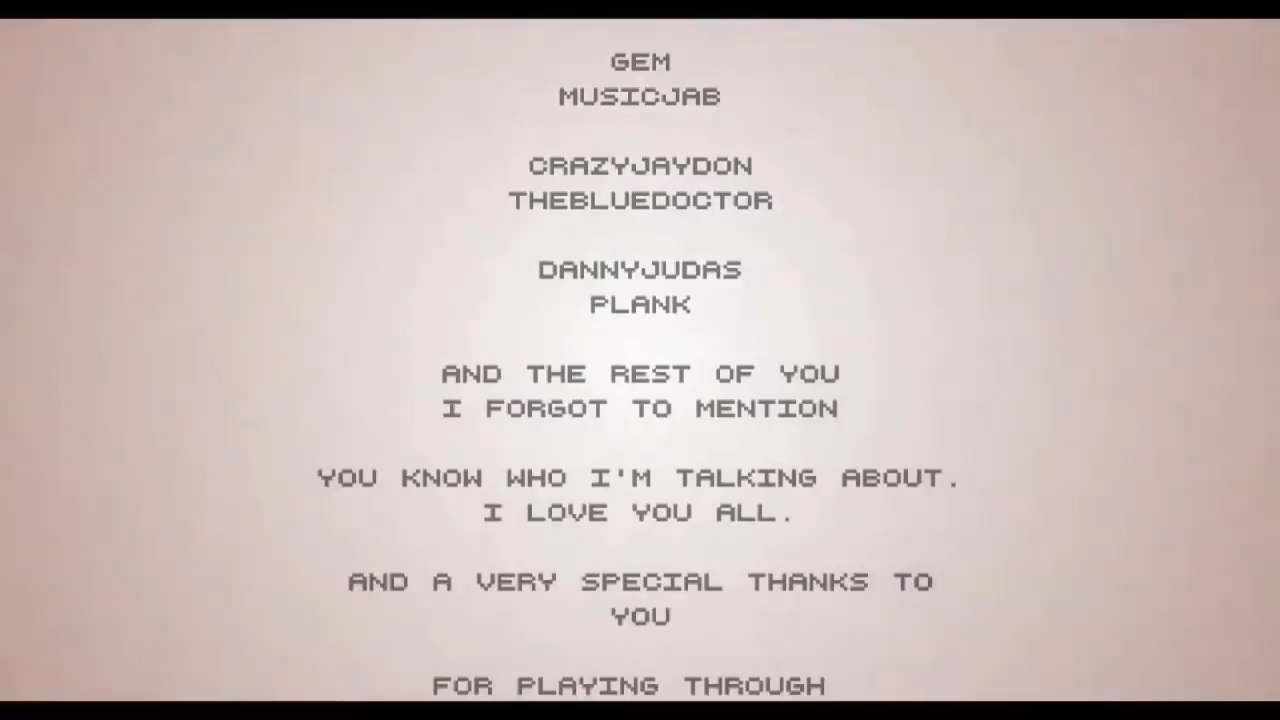 GEM
MUSICJAB
CRAZYJAYDON
THEBLUEDOCTOR
DANNYJUDAS
PLANK
AND THE REST OF YOU
I FORGOT TO MENTION
YOU KNOW WHO I'M TALKING ABOUT.
I LOVE YOU ALL.
AND A VERY SPECIAL THANKS TO
YOU
FOR PLAYING THROUGH